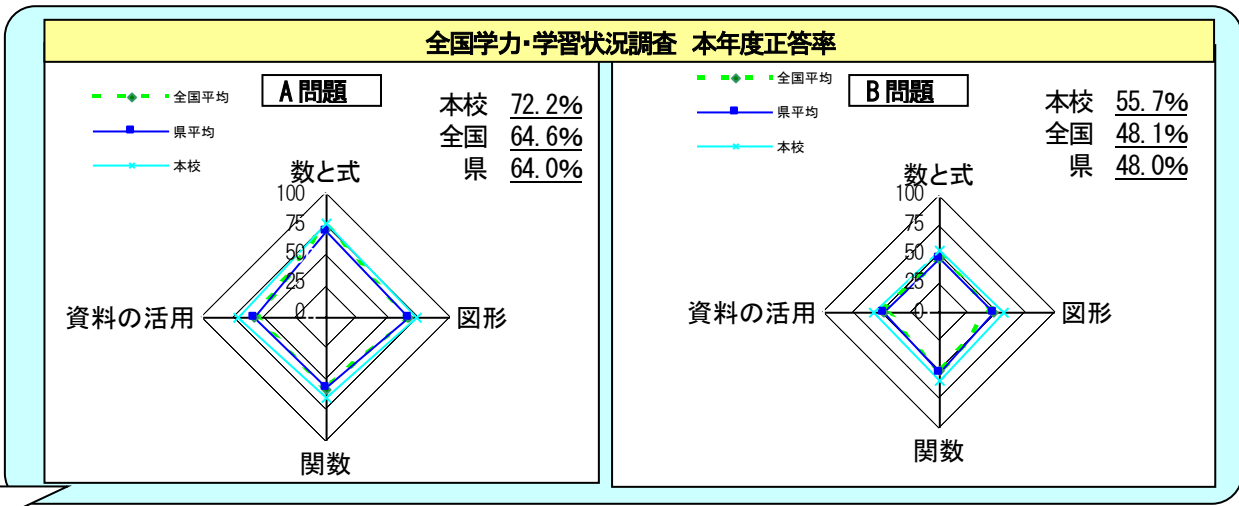 全国学力・学習状況調査 本年度正答率
A問題
全国平均
県平均
本校
本校 72.2%
全国 64.6%
県 64.0%
数と式
100
75
50
25
0
資料の活用
図形
関数
B問題
全国平均
県平均
本校
本校 55.7%
全国 48.1%
県 48.0%
数と式
100
75
50
25
0
資料の活用
図形
関数